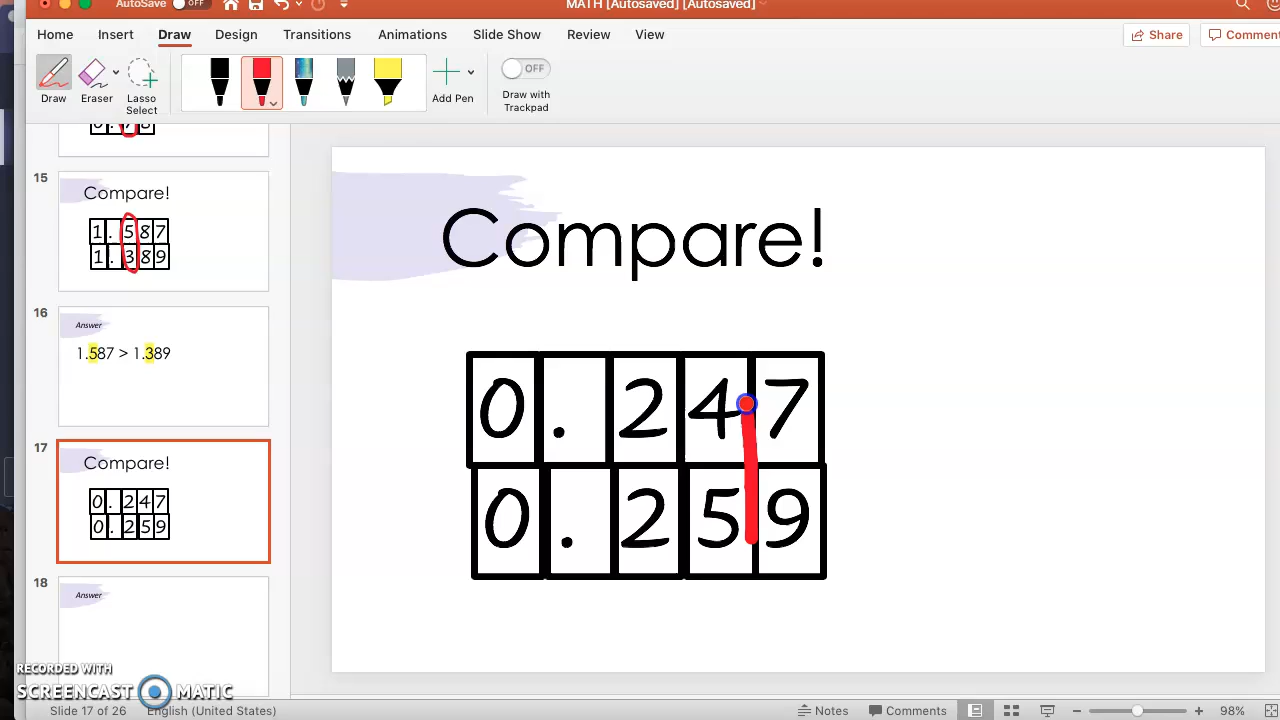 AutoSave OFF MATH [Autosaved] [Autosaved]
Home Insert Draw Design Slide Show Transitions Animations Review View Share
Draw Eraser Lasso Select Add Pen OFF Draw with Trackpad
15
Compare!
1. 587
1. 389
16
Answer
1.587 > 1.389
17
Compare!
0. 247
0. 259
18
Answer
Compare!
0. 247
0. 259
RECORDED WITH
SCREENCAST MATIC
Slide 17 of 26 English (United States) Notes Comments 98%